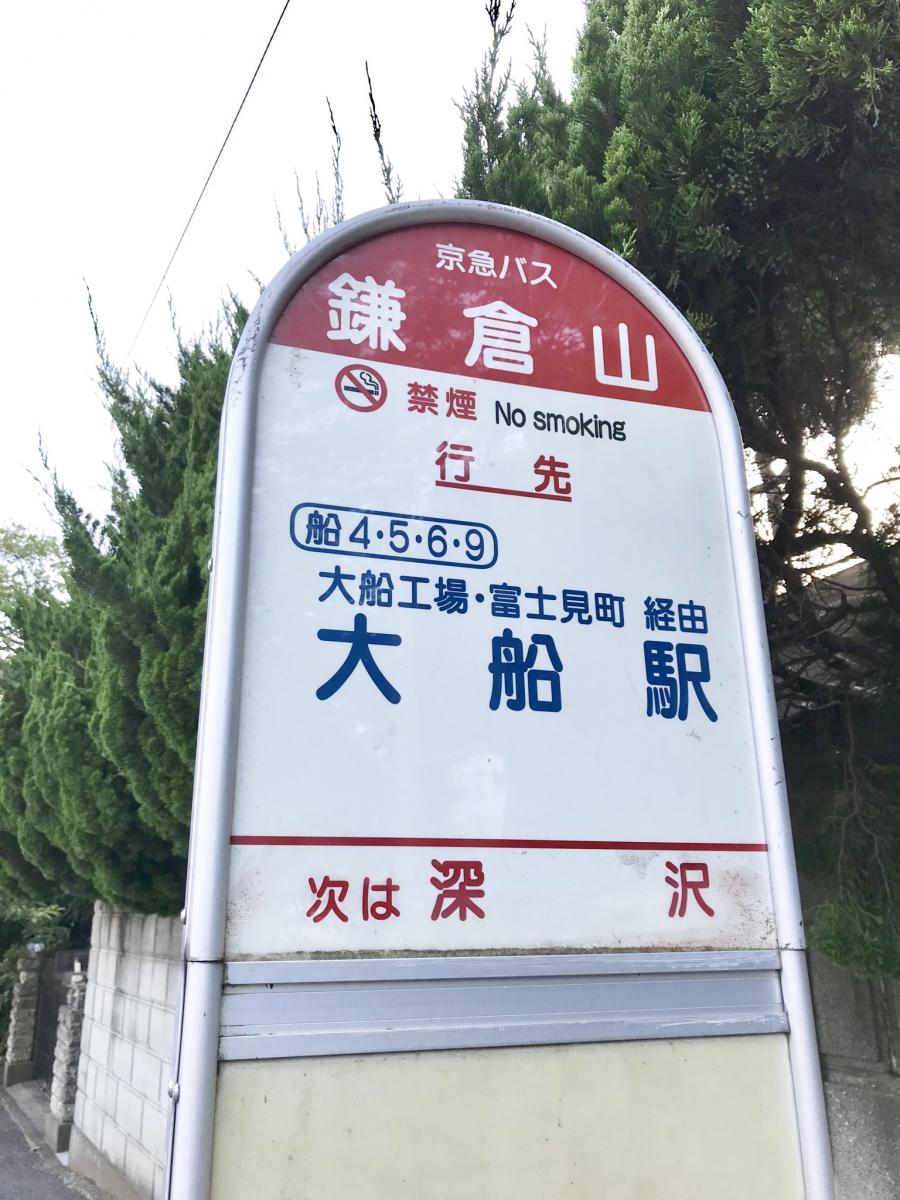 京急バス
鎌倉山
禁煙 No smoking
行先
船4・5・6・9
大船工場・富士見町 経由
大船駅
次は 深沢